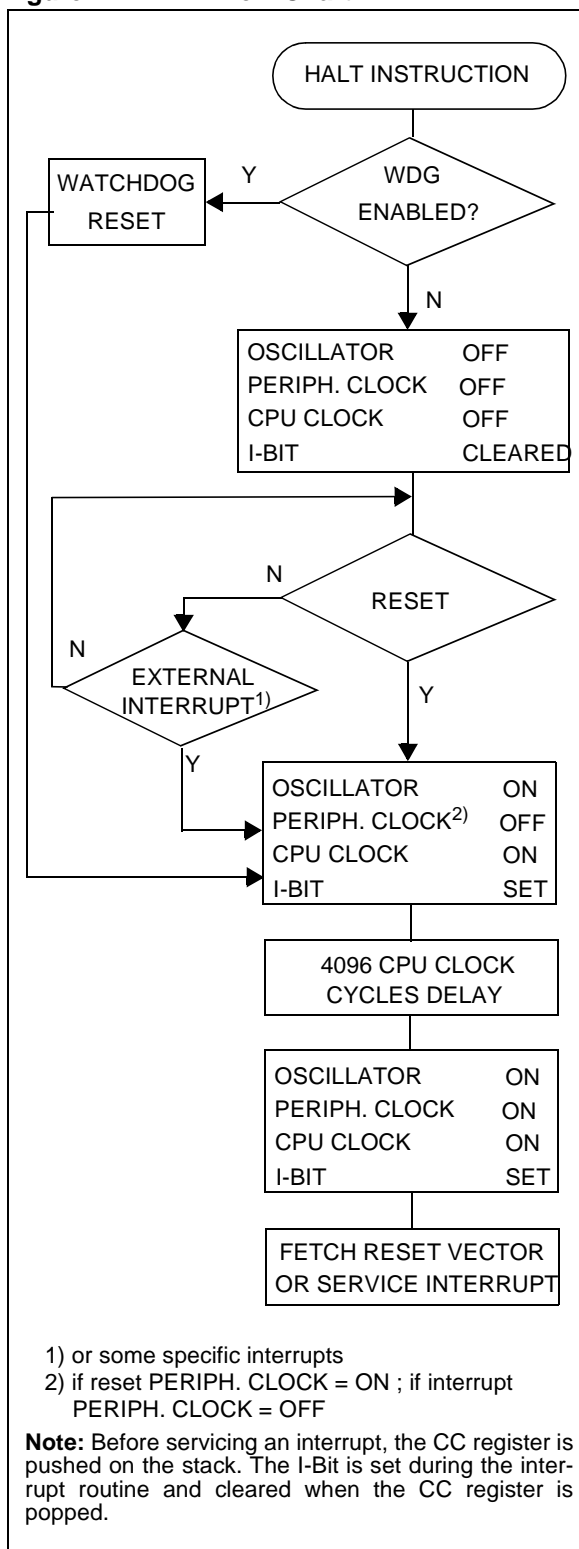 HALT INSTRUCTION
WDG
ENABLED?
Y
WATCHDOG
RESET
N
OSCILLATOR OFF
PERIPH. CLOCK OFF
CPU CLOCK OFF
I-BIT CLEARED
RESET
N
N
EXTERNAL
INTERRUPT1)
Y
Y
OSCILLATOR ON
PERIPH. CLOCK2) OFF
CPU CLOCK ON
I-BIT SET
4096 CPU CLOCK
CYCLES DELAY
OSCILLATOR ON
PERIPH. CLOCK ON
CPU CLOCK ON
I-BIT SET
FETCH RESET VECTOR
OR SERVICE INTERRUPT
1) or some specific interrupts
2) if reset PERIPH. CLOCK = ON ; if interrupt
PERIPH. CLOCK = OFF
Note: Before servicing an interrupt, the CC register is
pushed on the stack. The I-Bit is set during the inter-
rupt routine and cleared when the CC register is
popped.